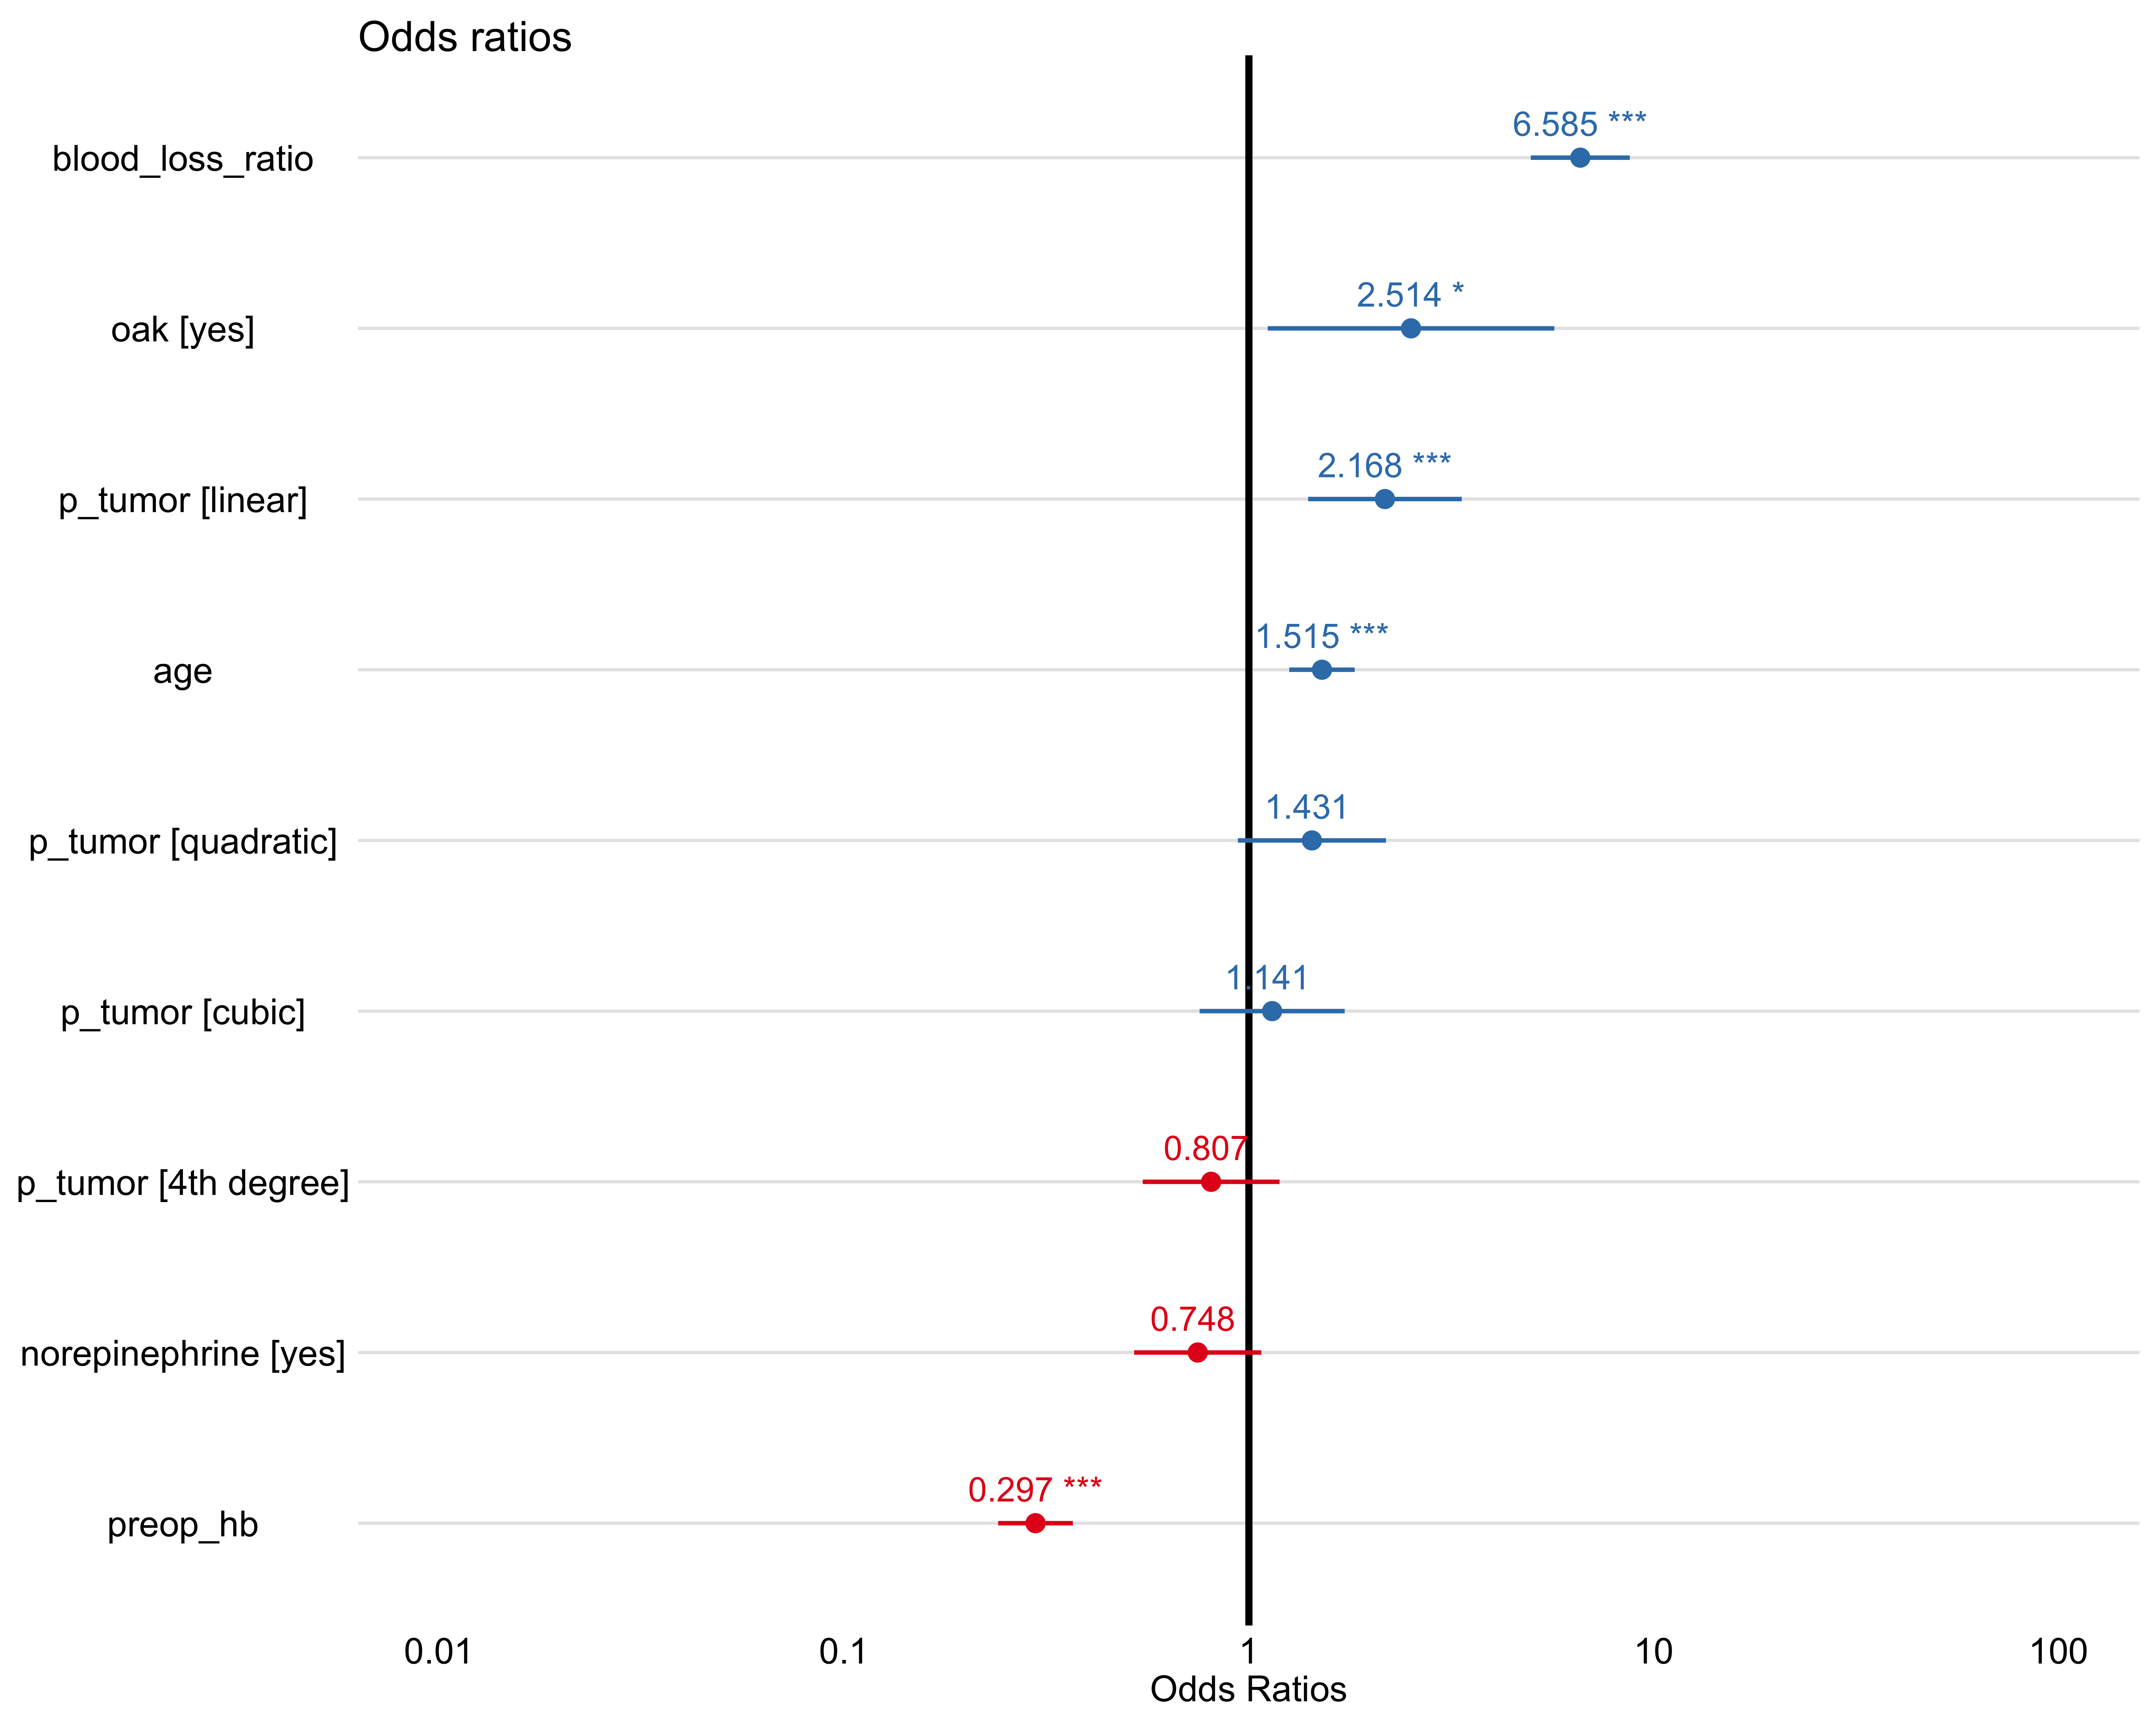 Odds ratios
6.585 ***
blood_loss_ratio
2.514 *
oak [yes]
2.168 ***
p_tumor [linear]
1.515 ***
age
1.431
p_tumor [quadratic]
1.141
p_tumor [cubic]
0.807
p_tumor [4th degree]
0.748
norepinephrine [yes]
0.297 ***
preop_hb
0.01 0.1 1 10 100
Odds Ratios